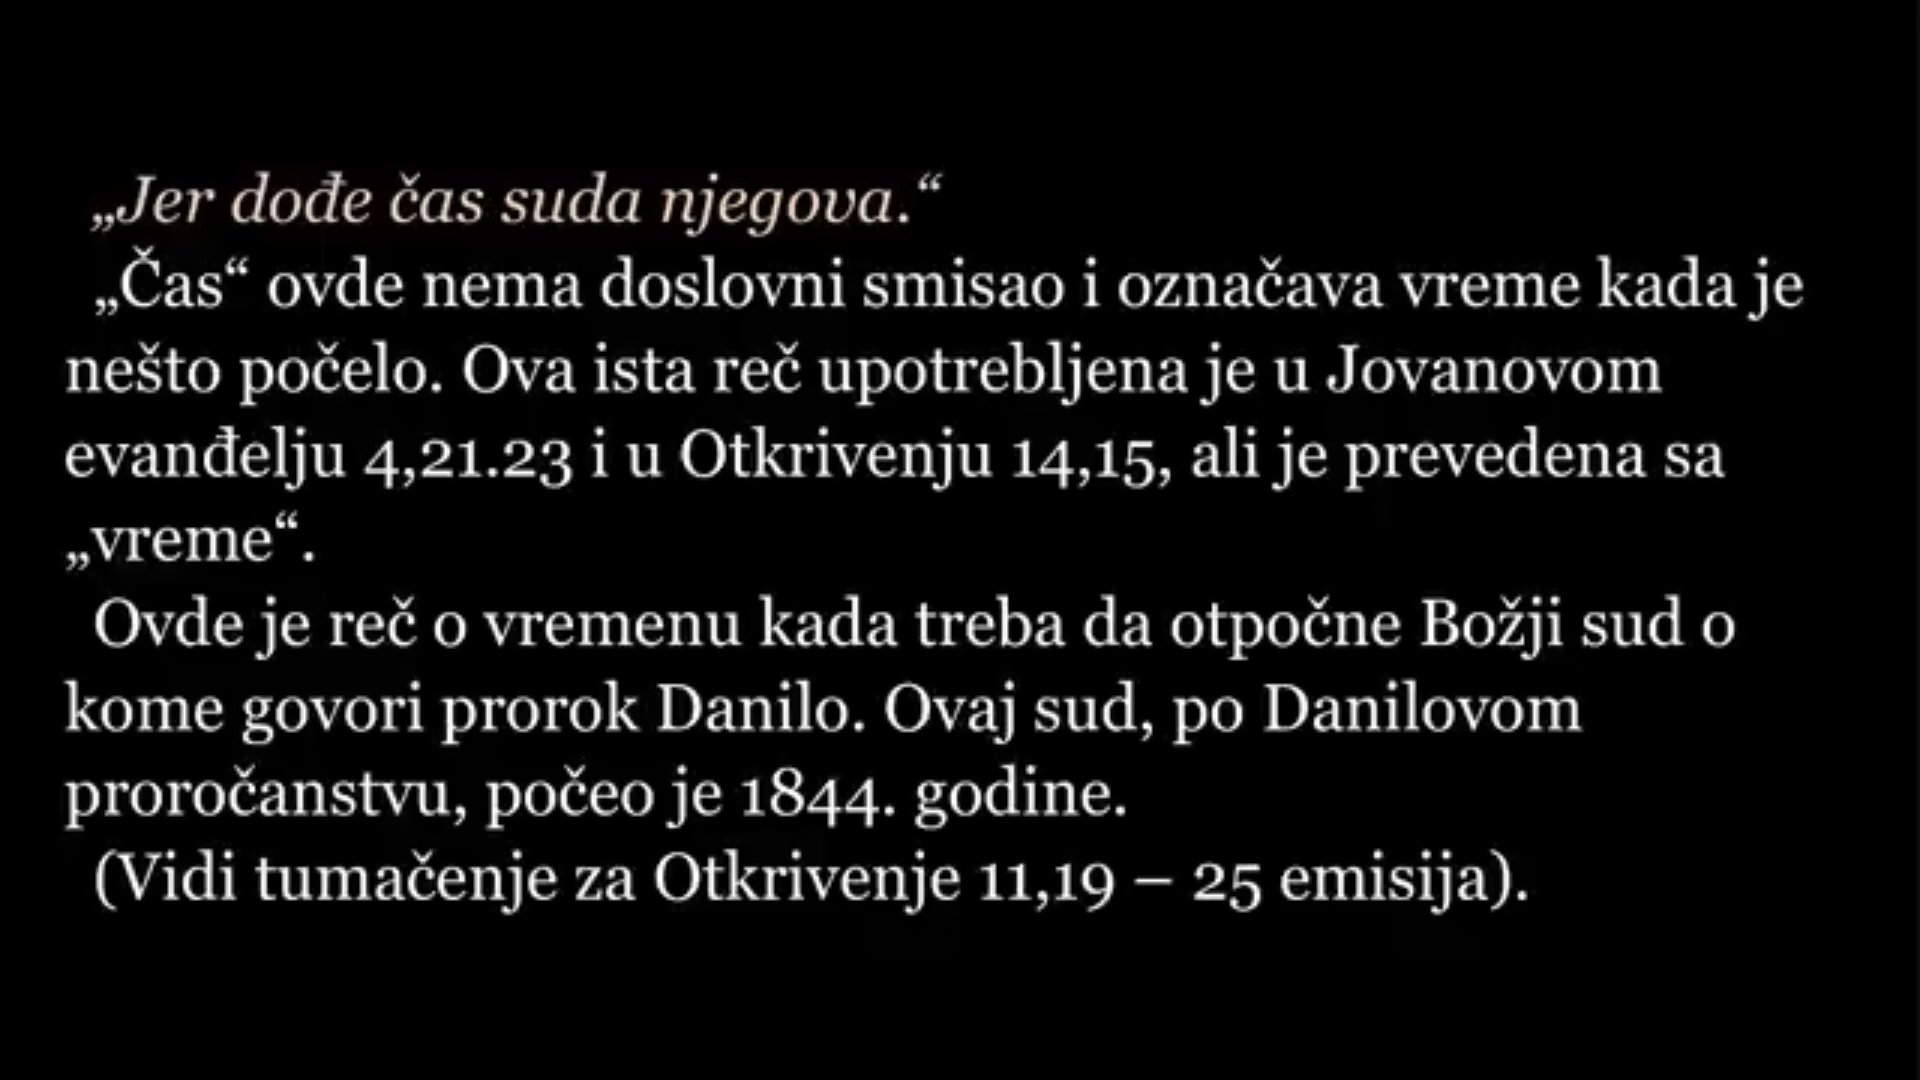 „Jer dođe čas suda njegova.“
„Čas“ ovde nema doslovni smisao i označava vreme kada je
nešto počelo. Ova ista reč upotrebljena je u Jovanovom
evanđelju 4,21.23 i u Otkrivenju 14,15, ali je prevedena sa
„vreme“.
Ovde je reč o vremenu kada treba da otpočne Božji sud o
kome govori prorok Danilo. Ovaj sud, po Danilovom
proročanstvu, počeo je 1844. godine.
(Vidi tumačenje za Otkrivenje 11,19 – 25 emisija).